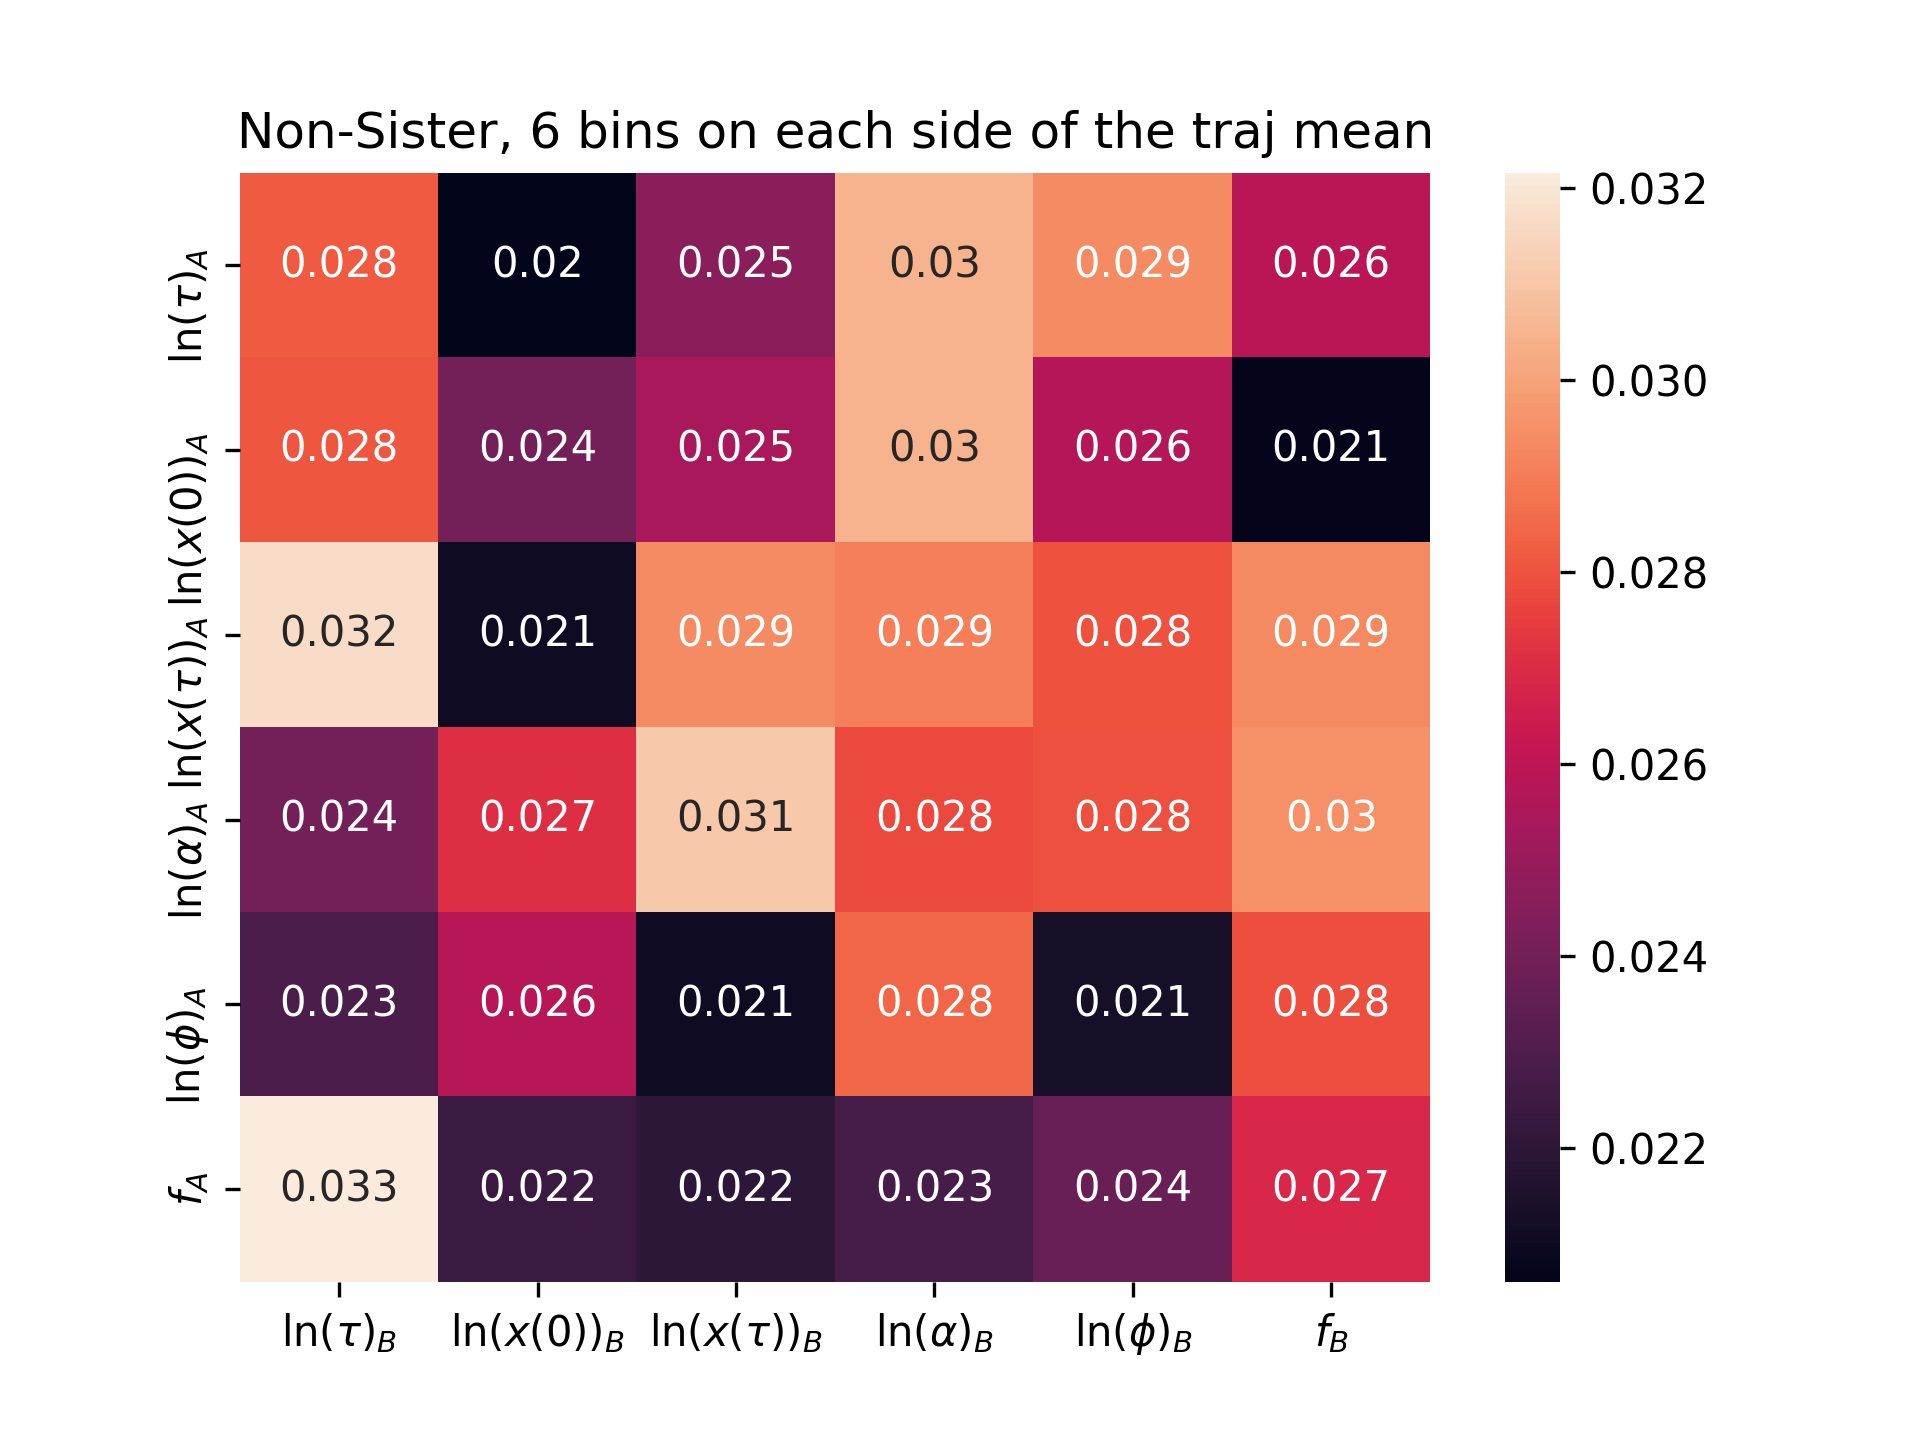 Non-Sister, 6 bins on each side of the traj mean
ln(τ)A 0.028 0.02 0.025 0.03 0.029 0.026
ln(x(0))A 0.028 0.024 0.025 0.03 0.026 0.021
ln(x(τ))A 0.032 0.021 0.029 0.029 0.028 0.029
ln(α)A 0.024 0.027 0.031 0.028 0.028 0.03
ln(ϕ)A 0.023 0.026 0.021 0.028 0.021 0.028
fA 0.033 0.022 0.022 0.023 0.024 0.027
ln(τ)B ln(x(0))B ln(x(τ))B ln(α)B ln(ϕ)B fB
0.032
0.030
0.028
0.026
0.024
0.022